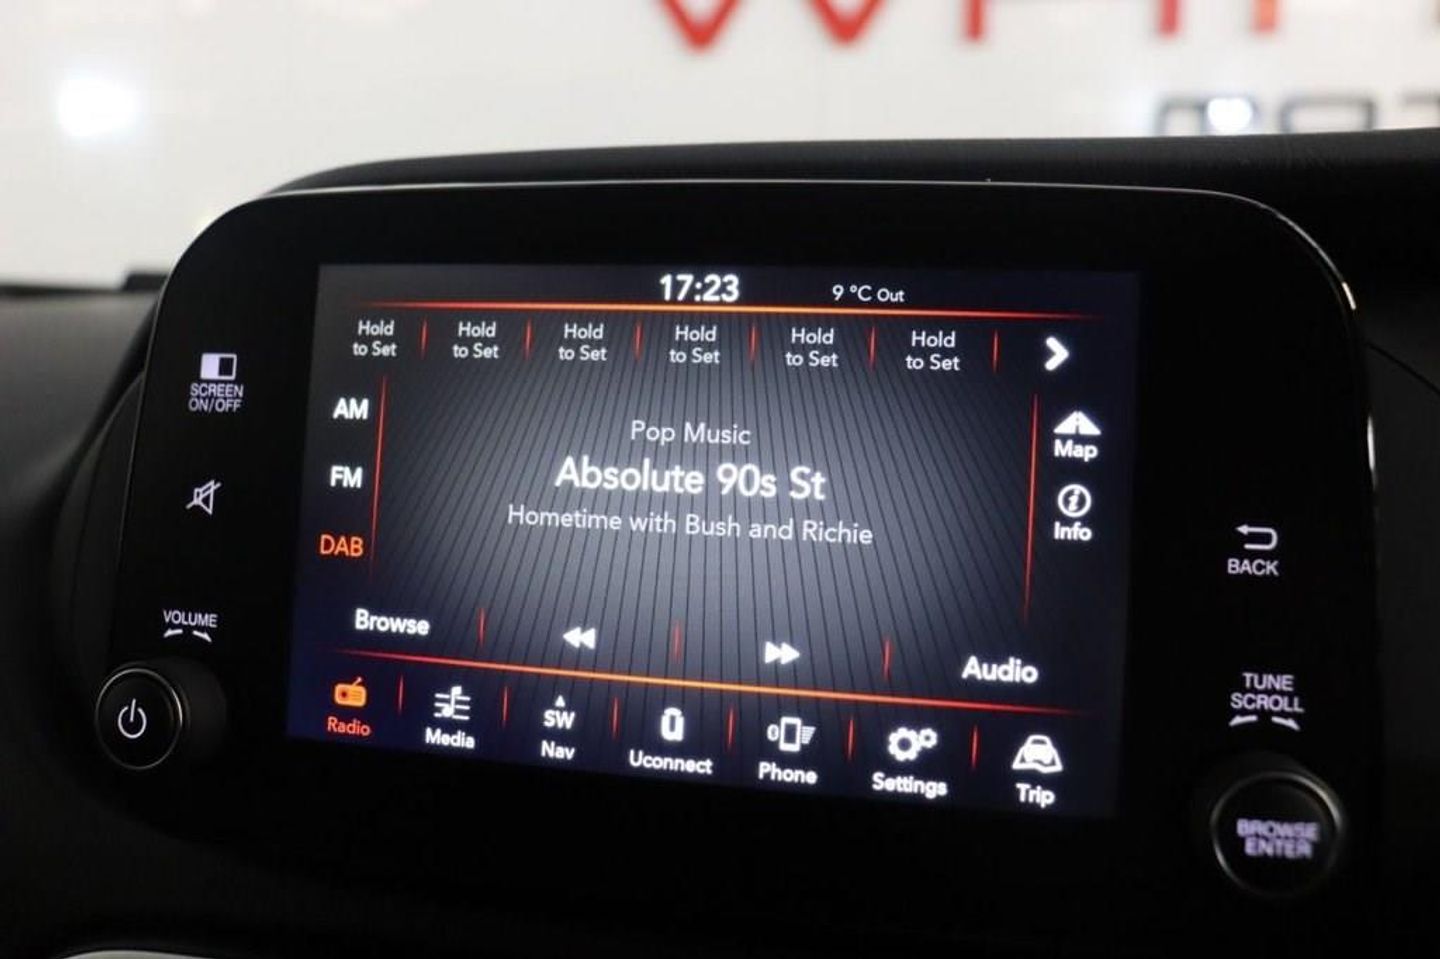 17:23
9 °C Out
Hold to Set
Hold to Set
Hold to Set
Hold to Set
Hold to Set
Hold to Set
SCREEN
ON/OFF
AM
Pop Music
Map
FM
Absolute 90s St
Info
DAB
Hometime with Bush and Richie
BACK
VOLUME
Browse
Audio
TUNE
SCROLL
Radio
Media
SW
Nav
Uconnect
Phone
Settings
Trip
BROWSE
ENTER